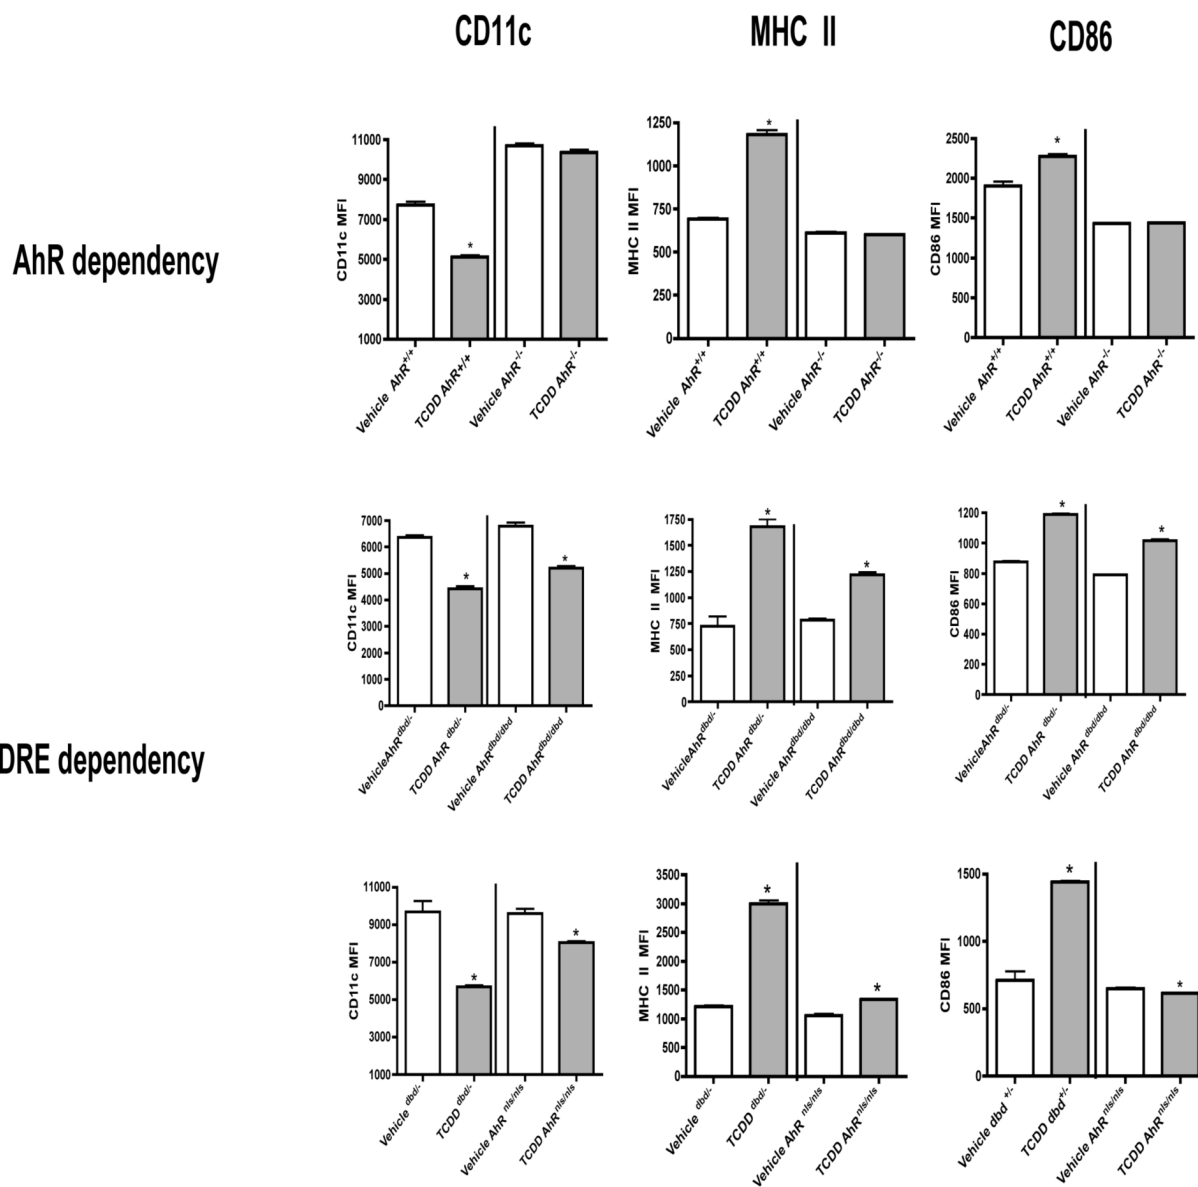 CD11c
MHC II
CD86
AhR dependency
CD11c MFI
11000
9000
7000
5000
3000
1000
*
Vehicle AhR+/+
TCDD AhR+/+
Vehicle AhR-/-
TCDD AhR-/-
MHC II MFI
1250
1000
750
500
250
0
*
Vehicle AhR+/+
TCDD AhR+/+
Vehicle AhR-/-
TCDD AhR-/-
CD86 MFI
2500
2000
1500
1000
500
0
*
Vehicle AhR+/+
TCDD AhR+/+
Vehicle AhR-/-
TCDD AhR-/-
DRE dependency
CD11c MFI
7000
6000
5000
4000
3000
2000
1000
0
*
*
VehicleAhRdbd/-
TCDD AhR dbd/-
Vehicle AhRdbd/dbd
TCDD AhRdbd/dbd
MHC II MFI
1750
1500
1250
1000
750
500
250
0
*
*
VehicleAhRdbd/-
TCDD AhR dbd/-
Vehicle AhRdbd/dbd
TCDD AhRdbd/dbd
CD86 MFI
1200
1000
800
600
400
200
0
*
*
VehicleAhRdbd/-
TCDD AhR dbd/-
Vehicle AhRdbd/dbd
TCDD AhRdbd/dbd
CD11c MFI
11000
9000
7000
5000
3000
1000
*
*
Vehicle dbd/-
TCDD dbd/-
Vehicle AhR nls/nls
TCDD AhRnls/nls
MHC II MFI
3500
3000
2500
2000
1500
1000
500
0
*
*
Vehicle dbd/-
TCDD dbd/-
Vehicle AhR nls/nls
TCDD AhRnls/nls
CD86 MFI
1500
1000
500
0
*
*
Vehicle dbd +/-
TCDD dbd+/-
Vehicle AhRnls/nls
TCDD AhRnls/nls